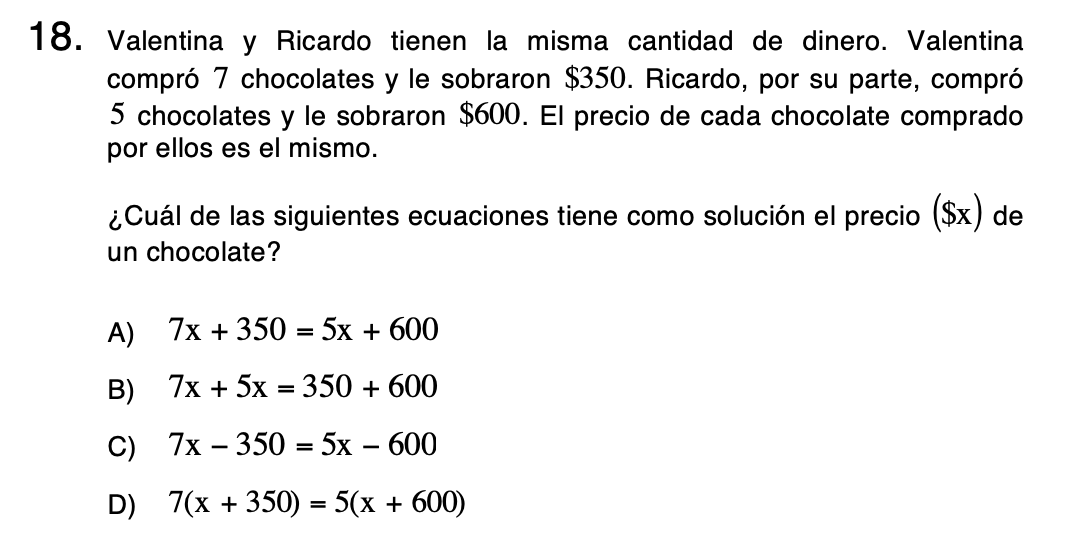 18. Valentina y Ricardo tienen la misma cantidad de dinero. Valentina
compró 7 chocolates y le sobraron $350. Ricardo, por su parte, compró
5 chocolates y le sobraron $600. El precio de cada chocolate comprado
por ellos es el mismo.
¿Cuál de las siguientes ecuaciones tiene como solución el precio ($x) de
un chocolate?
A) 7x + 350 = 5x + 600
B) 7x + 5x = 350 + 600
C) 7x – 350 = 5x – 600
D) 7(x + 350) = 5(x + 600)